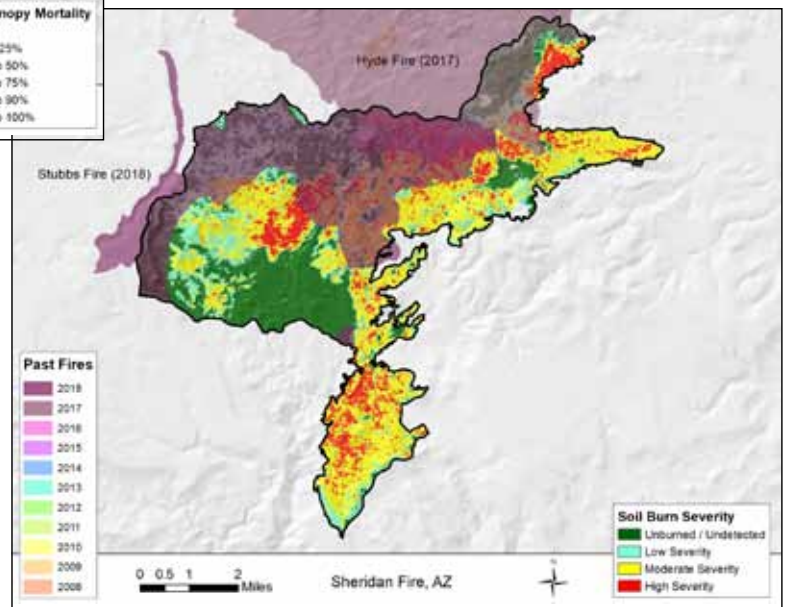 nopy Mortality
25%
50%
75%
90%
100%
Hyde Fire (2017)
Stubbs Fire (2018)
Past Fires
2018
2017
2016
2015
2014
2013
2012
2011
2010
2009
2008
0 0.5 1 2
Miles
Sheridan Fire, AZ
Soil Burn Severity
Unburned / Undetected
Low Severity
Moderate Severity
High Severity